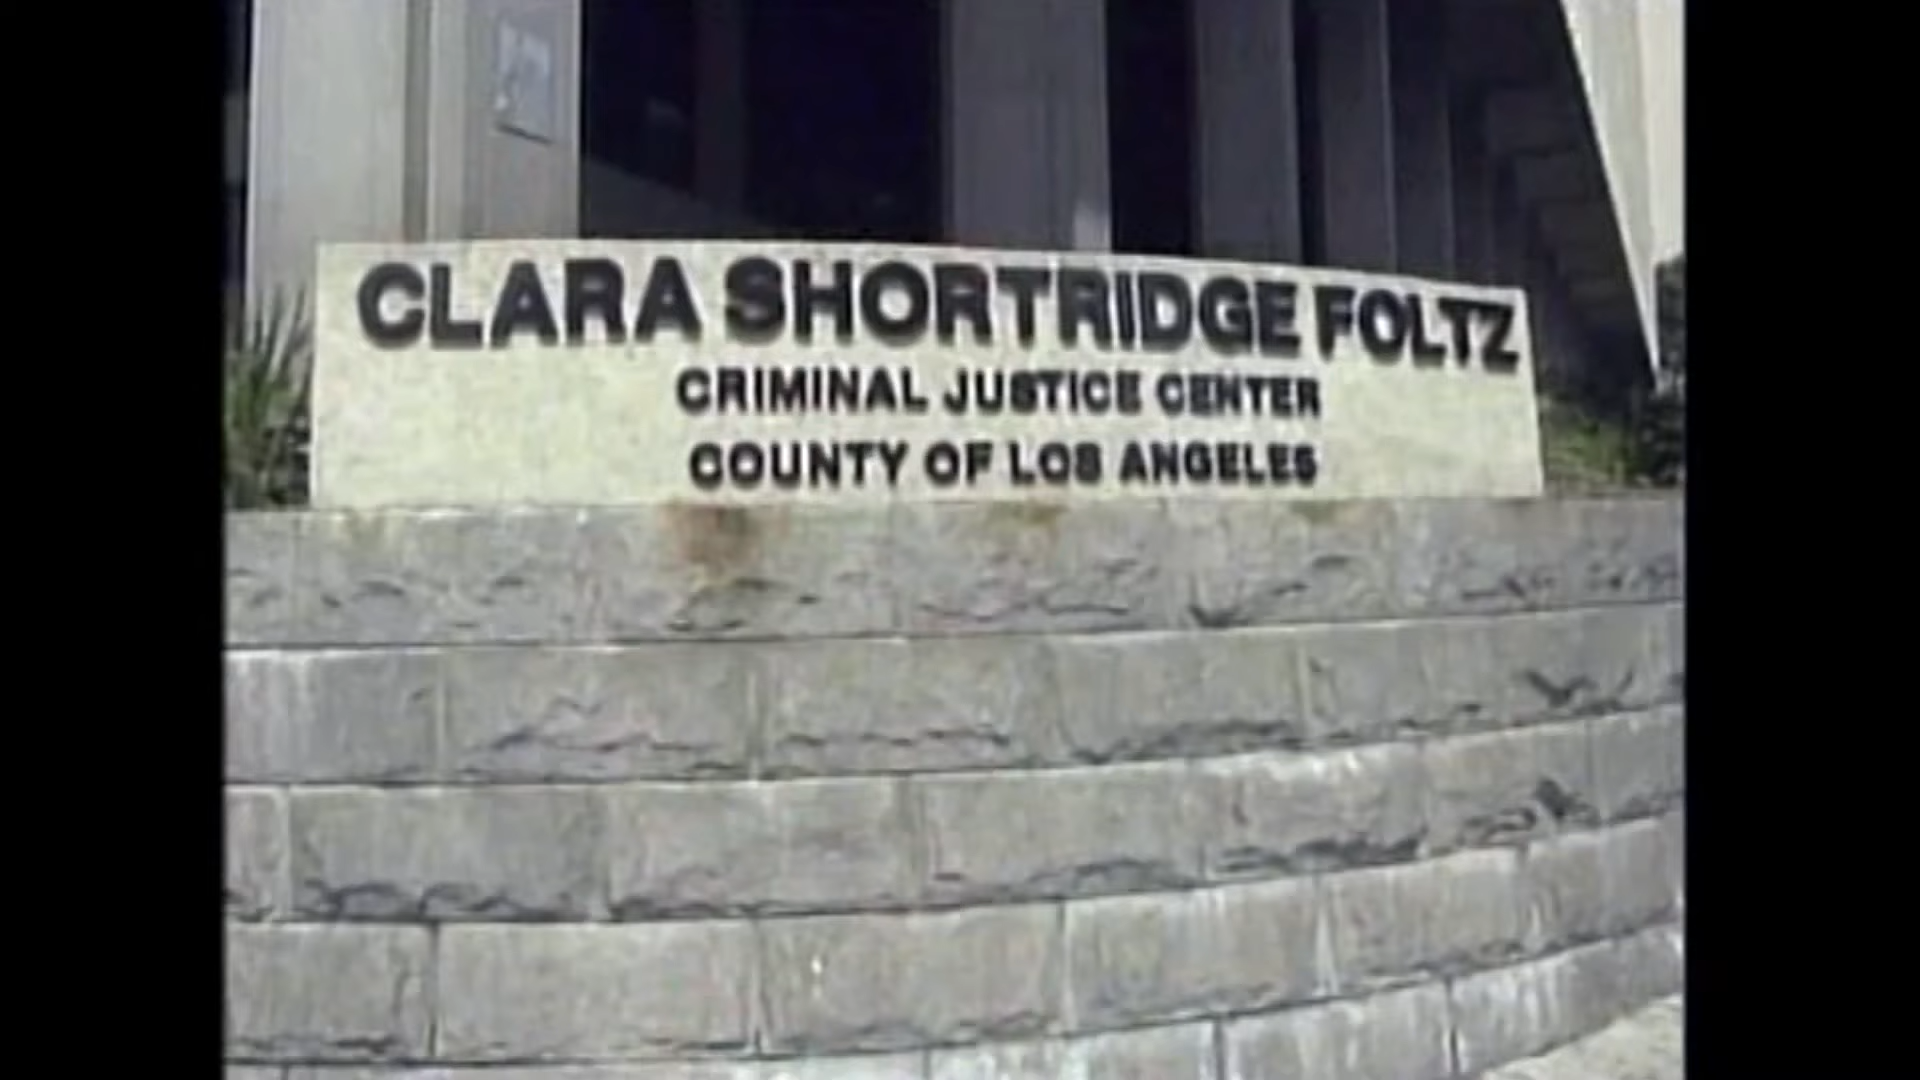 CLARA SHORTRIDGE FOLTZ
CRIMINAL JUSTICE CENTER
COUNTY OF LOS ANGELES